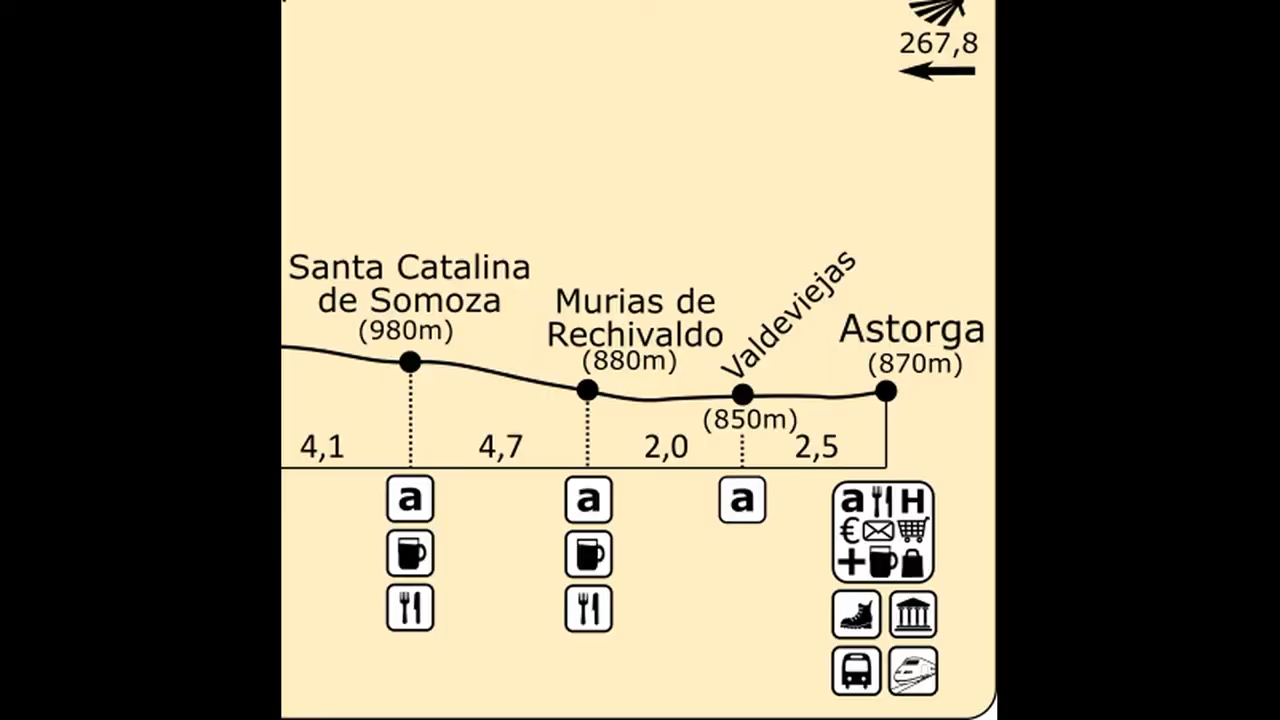 267,8
Santa Catalina
de Somoza
(980m)
Murias de
Rechivaldo
(880m)
Valdeviejas
(850m)
Astorga
(870m)
4,1
4,7
2,0
2,5
a
a
a
a H
€
+